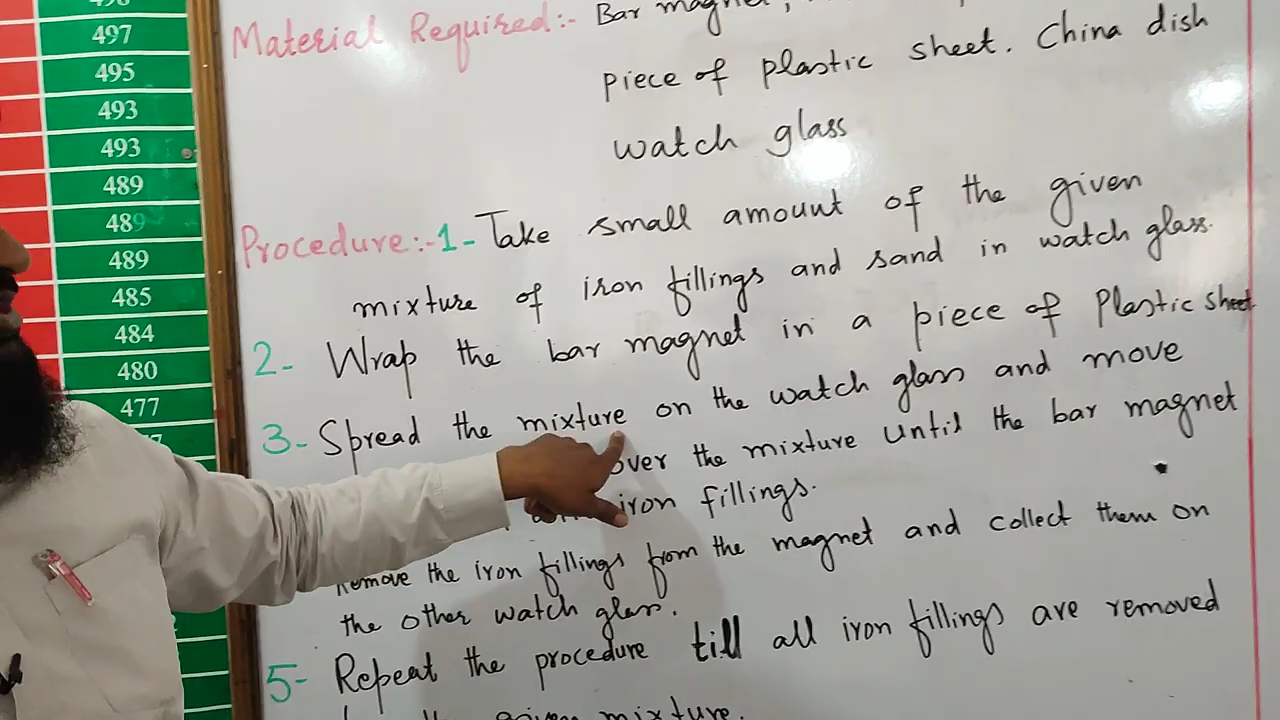 497
495
493
493
489
489
489
485
484
480
477
Material Required:- Bar magnet,
piece of plastic sheet. China dish
watch glass
Procedure:-1- Take small amount of the given
mixture of iron fillings and sand in watch glass.
2- Wrap the bar magnet in a piece of Plastic sheet
3- Spread the mixture on the watch glass and move
over the mixture until the bar magnet
iron fillings.
Remove the iron fillings from the magnet and collect them on
the other watch glass.
5- Repeat the procedure till all iron fillings are removed
given mixture.